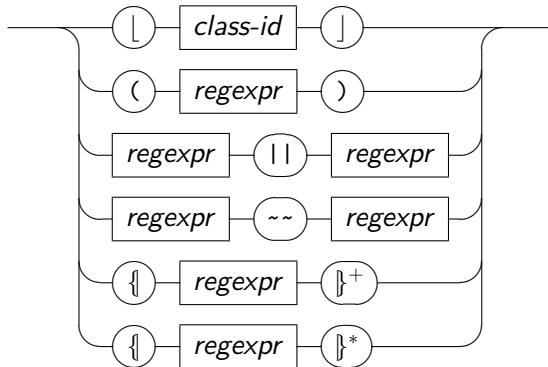 ⌊ class-id ⌋
( regexpr )
regexpr || regexpr
regexpr ~~ regexpr
⦃ regexpr ⦄+
⦃ regexpr ⦄*